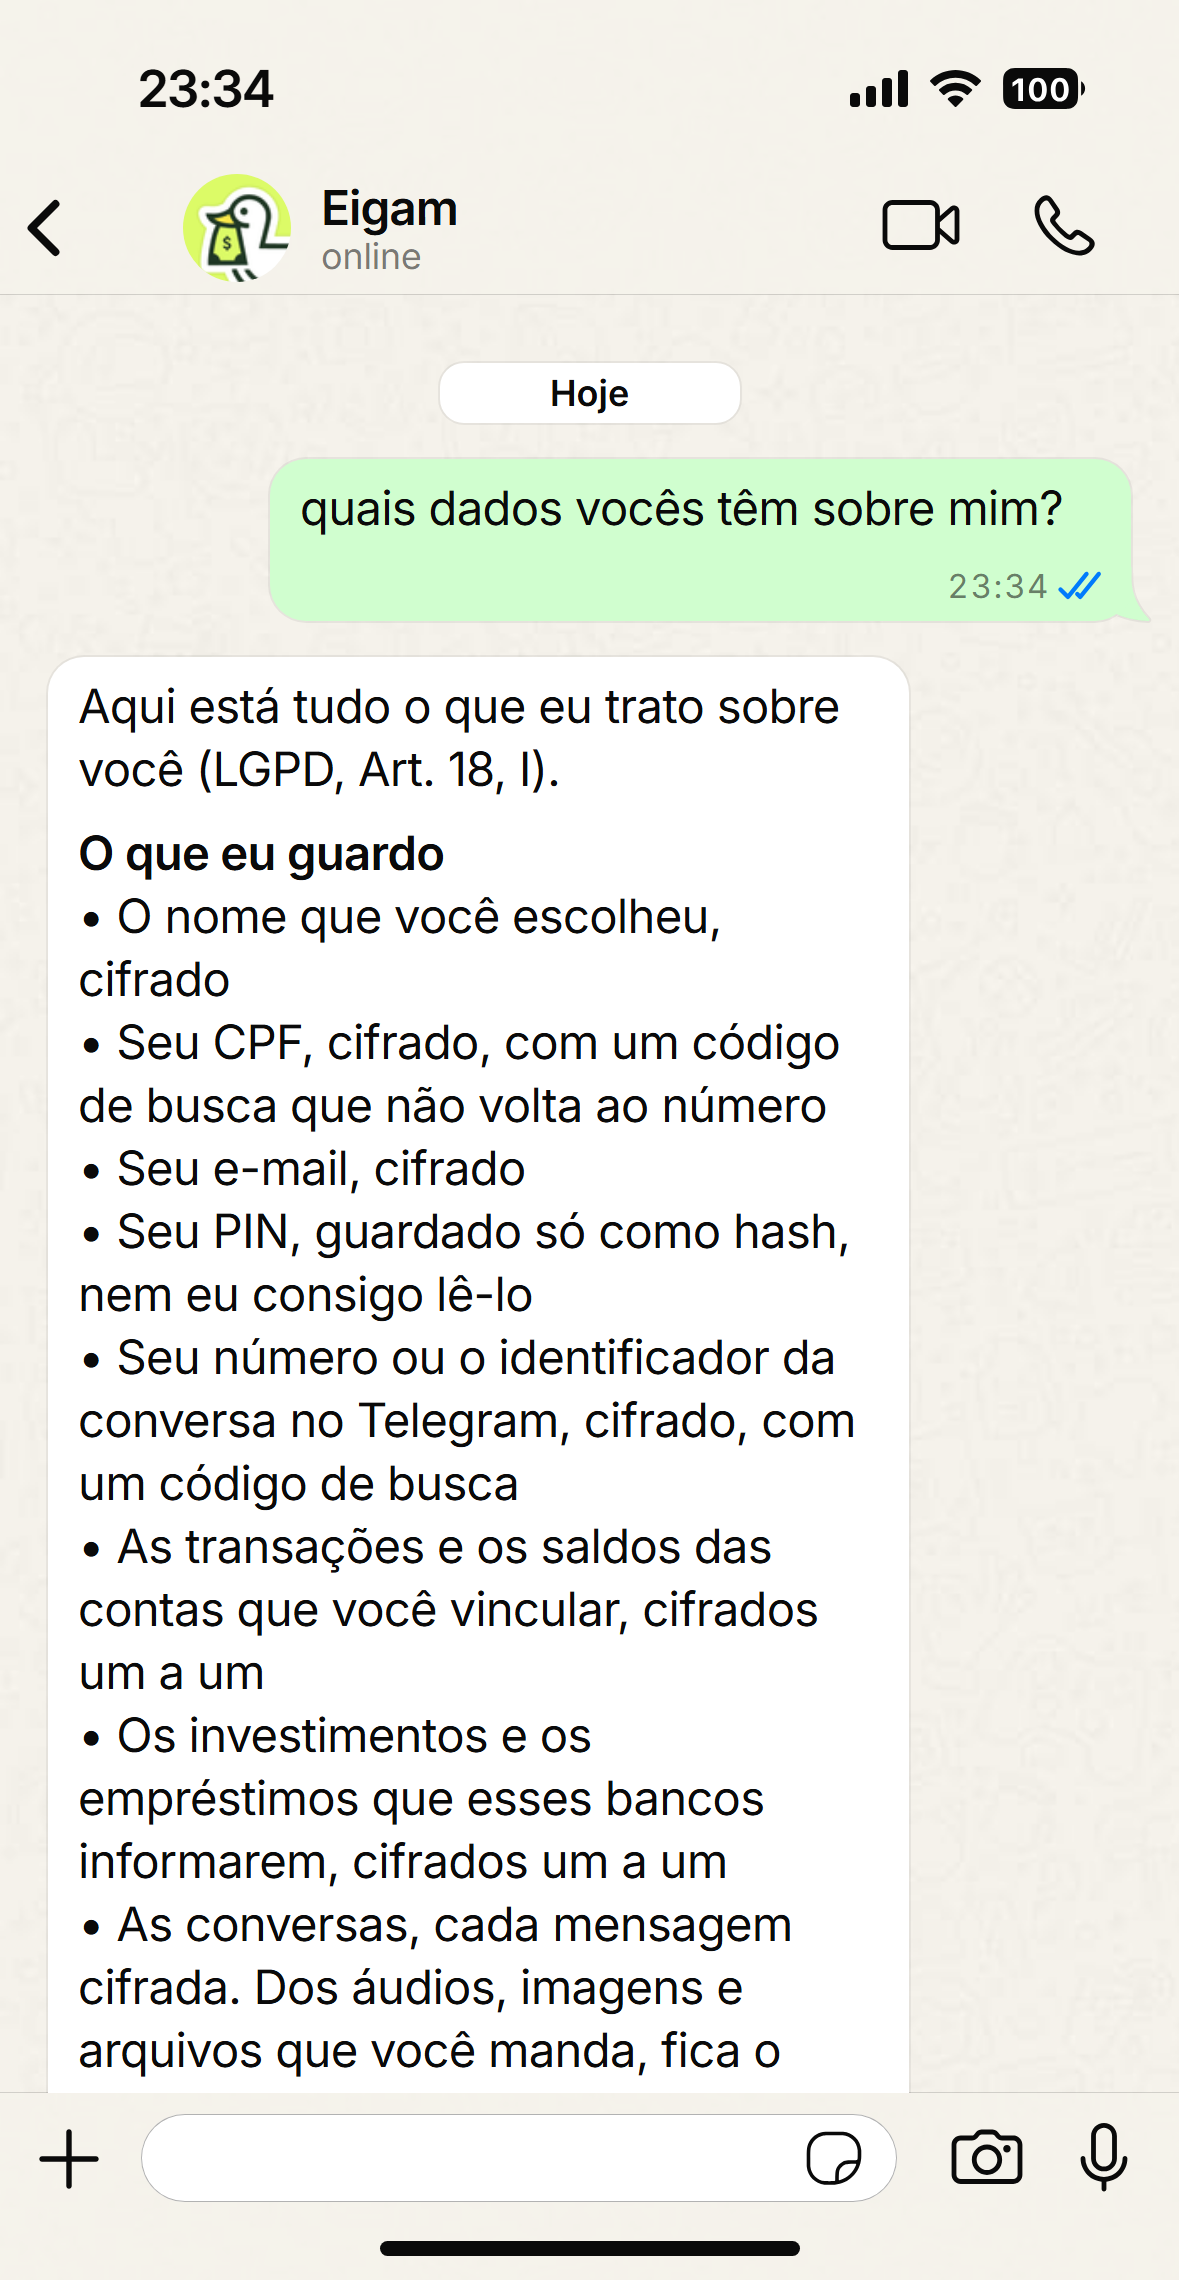 23:34
100
Eigam
online
Hoje
quais dados vocês têm sobre mim?
23:34
Aqui está tudo o que eu trato sobre
você (LGPD, Art. 18, I).
O que eu guardo
• O nome que você escolheu,
cifrado
• Seu CPF, cifrado, com um código
de busca que não volta ao número
• Seu e-mail, cifrado
• Seu PIN, guardado só como hash,
nem eu consigo lê-lo
• Seu número ou o identificador da
conversa no Telegram, cifrado, com
um código de busca
• As transações e os saldos das
contas que você vincular, cifrados
um a um
• Os investimentos e os
empréstimos que esses bancos
informarem, cifrados um a um
• As conversas, cada mensagem
cifrada. Dos áudios, imagens e
arquivos que você manda, fica o